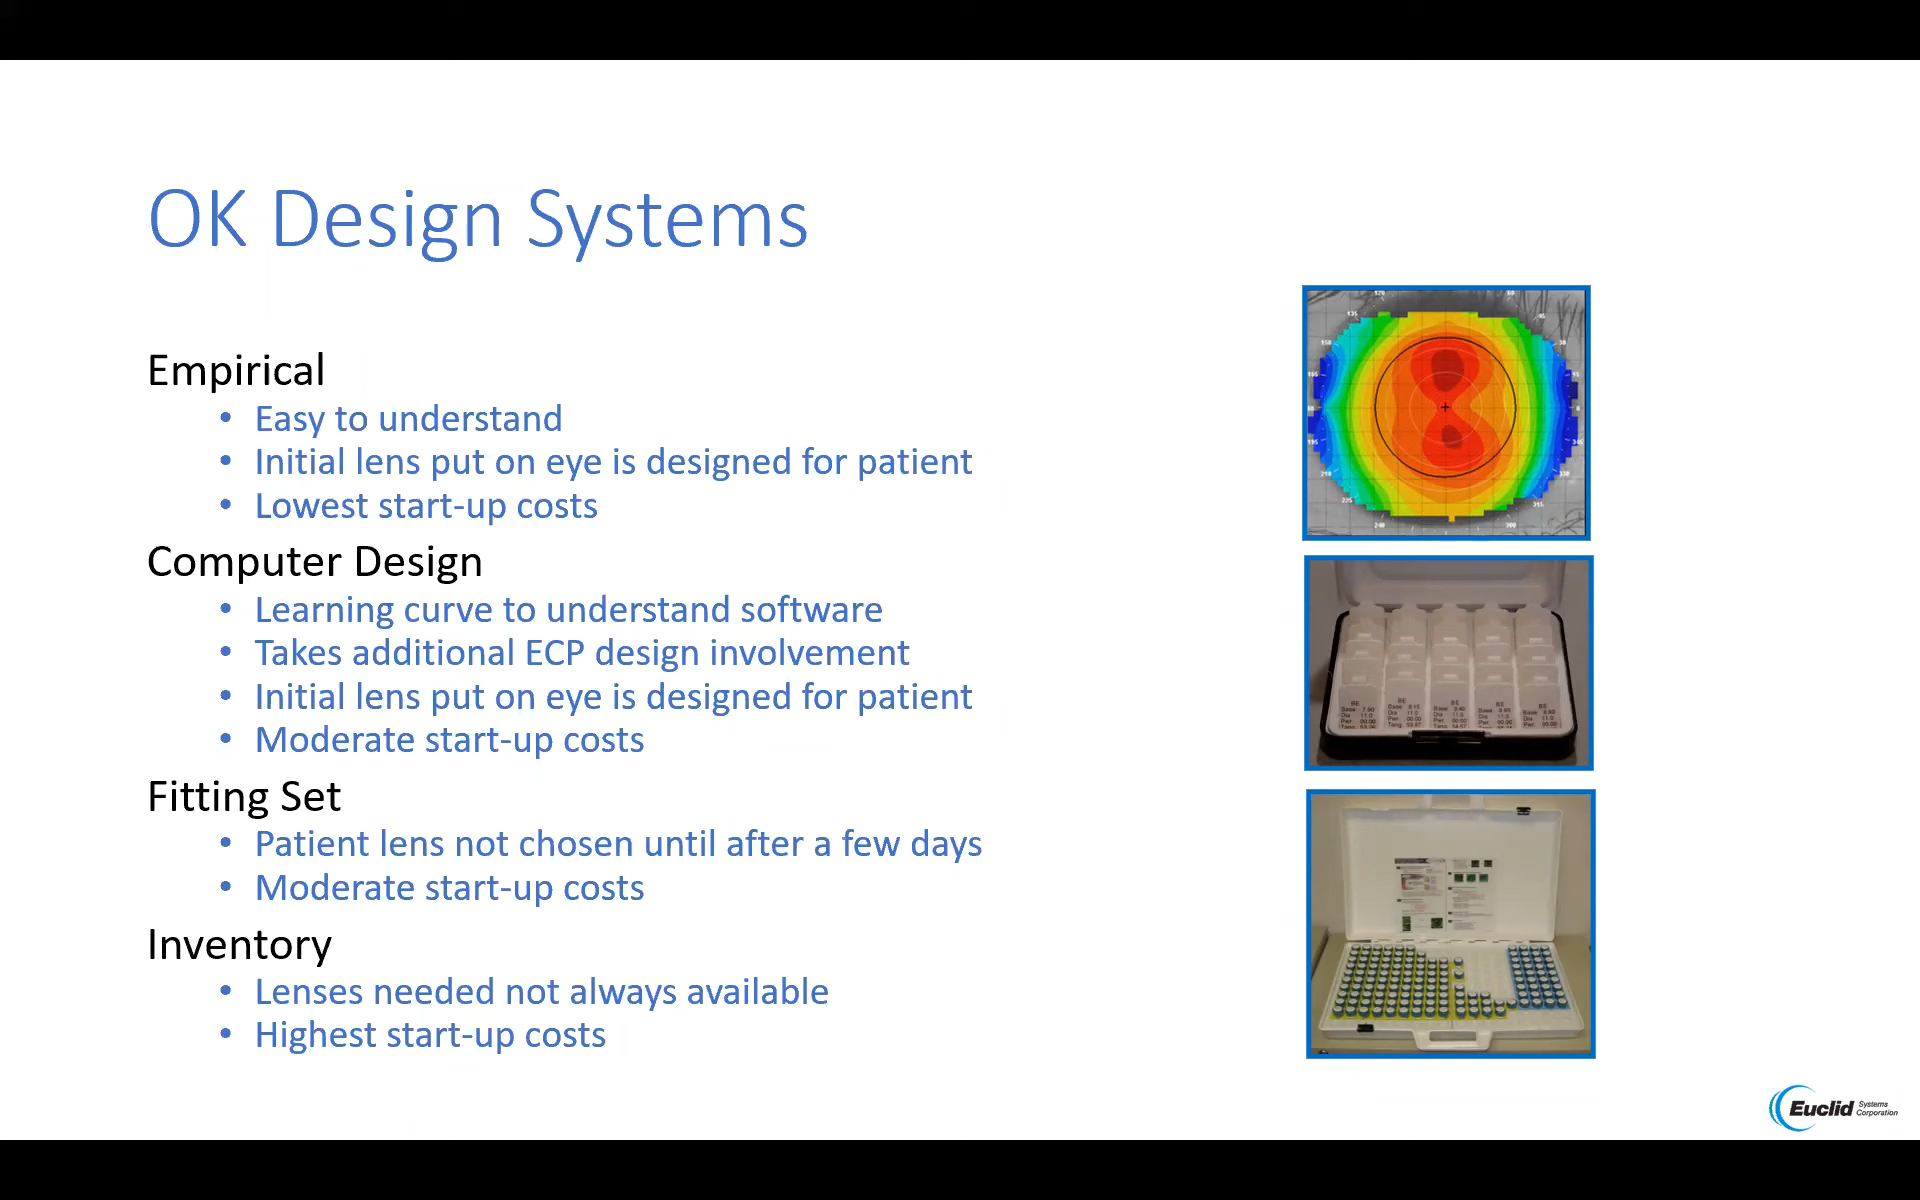 OK Design Systems
Empirical
• Easy to understand
• Initial lens put on eye is designed for patient
• Lowest start-up costs
Computer Design
• Learning curve to understand software
• Takes additional ECP design involvement
• Initial lens put on eye is designed for patient
• Moderate start-up costs
Fitting Set
• Patient lens not chosen until after a few days
• Moderate start-up costs
Inventory
• Lenses needed not always available
• Highest start-up costs
Euclid Systems Corporation